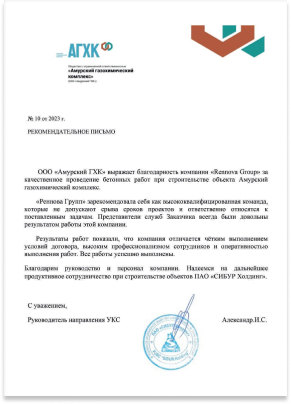 АГХК
Общество с ограниченной ответственностью
«Амурский газохимический
комплекс»
(ООО «Амурский ГХК»)
№ 10 от 2023 г.
РЕКОМЕНДАТЕЛЬНОЕ ПИСЬМО
ООО «Амурский ГХК» выражает благодарность компании «Rennova Group» за
качественное проведение бетонных работ при строительстве объекта Амурский
газохимический комплекс.
«Реннова Групп» зарекомендовала себя как высококвалифицированная команда,
которые не допускают срыва сроков проектов и ответственно относятся к
поставленным задачам. Представители служб Заказчика всегда были довольны
результатом работы этой компании.
Результаты работ показали, что компания отличается чётким выполнением
условий договора, высоким профессионализмом сотрудников и оперативностью
выполнения работ. Все работы успешно выполнены.
Благодарим руководство и персонал компании. Надеемся на дальнейшее
продуктивное сотрудничество при строительстве объектов ПАО «СИБУР Холдинг».
С уважением,
Руководитель направления УКС Александр.И.С.